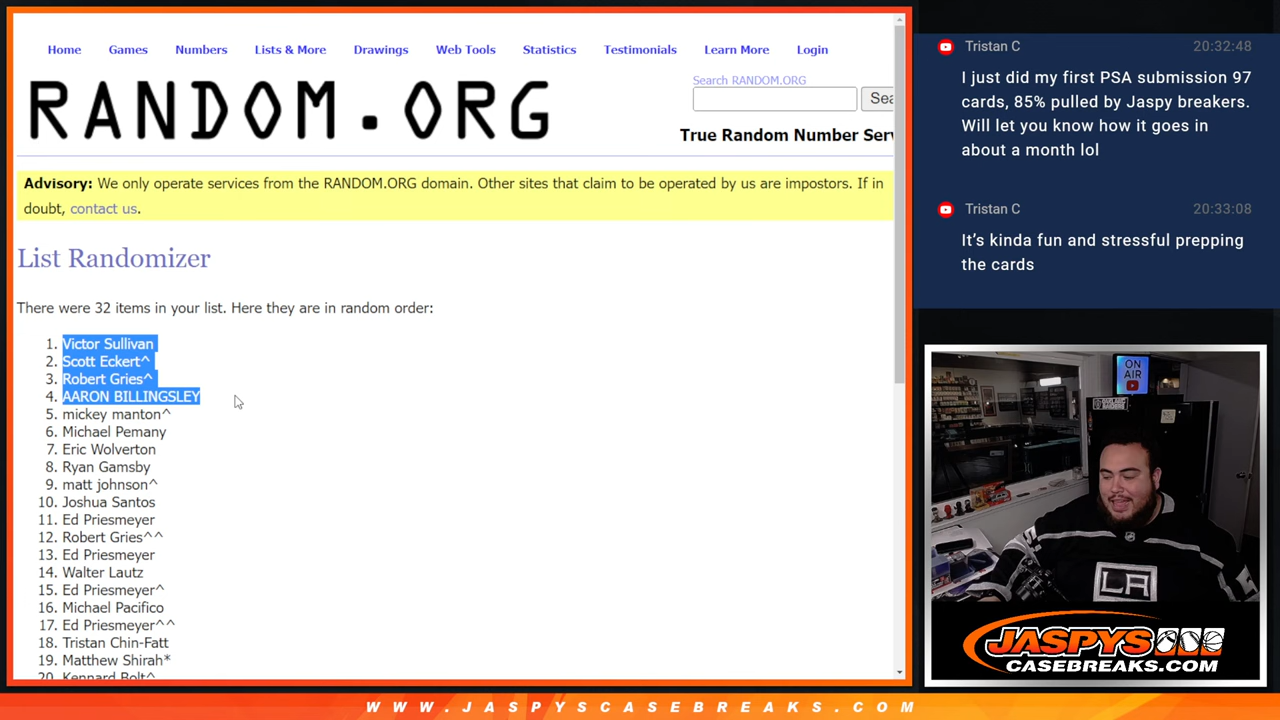 Home Games Numbers Lists & More Drawings Web Tools Statistics Testimonials Learn More Login
RANDOM.ORG
Search RANDOM.ORG
Sea
True Random Number Serv
Advisory: We only operate services from the RANDOM.ORG domain. Other sites that claim to be operated by us are impostors. If in
doubt, contact us.
List Randomizer
There were 32 items in your list. Here they are in random order:
1. Victor Sullivan
2. Scott Eckert^
3. Robert Gries^
4. AARON BILLINGSLEY
5. mickey manton^
6. Michael Pemany
7. Eric Wolverton
8. Ryan Gamsby
9. matt johnson^
10. Joshua Santos
11. Ed Priesmeyer
12. Robert Gries^^
13. Ed Priesmeyer
14. Walter Lautz
15. Ed Priesmeyer^
16. Michael Pacifico
17. Ed Priesmeyer^^
18. Tristan Chin-Fatt
19. Matthew Shirah*
20. Kennard Bolt^
Tristan C 20:32:48
I just did my first PSA submission 97
cards, 85% pulled by Jaspy breakers.
Will let you know how it goes in
about a month lol
Tristan C 20:33:08
It’s kinda fun and stressful prepping
the cards
ON
AIR
LA
JASPYS
CASEBREAKS.COM
WWW.JASPYSCASEBREAKS.COM